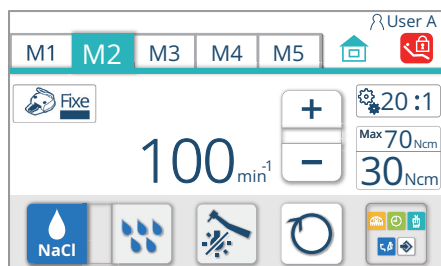 User A
M1 M2 M3 M4 M5
Fixe
20:1
100 min-1
+
−
Max 70 Ncm
30 Ncm
NaCl